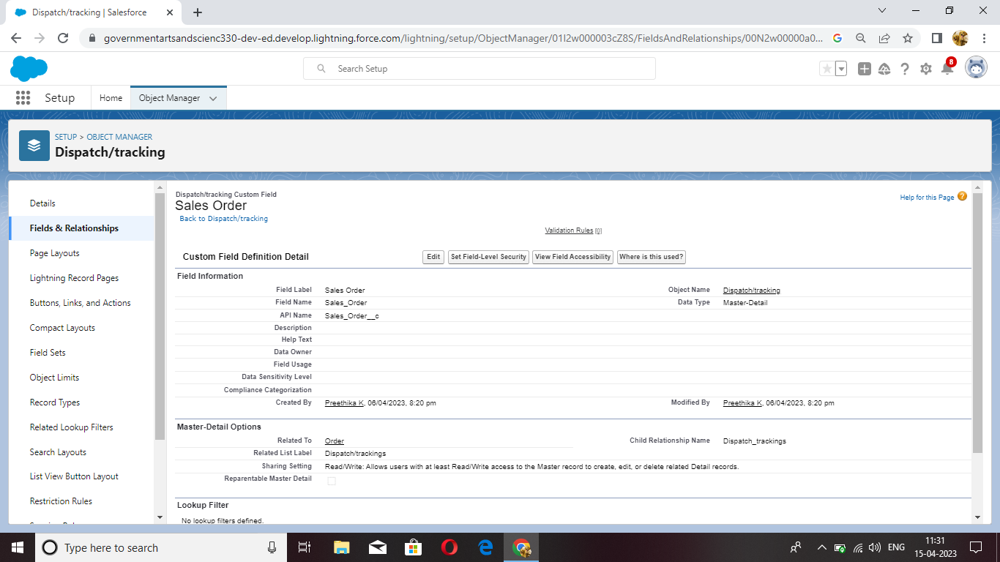 Dispatch/tracking | Salesforce
governmentartsandscienc330-dev-ed.develop.lightning.force.com/lightning/setup/ObjectManager/01I2w000003cZ8S/FieldsAndRelationships/00N2w00000a0...
Search Setup
8
Setup Home Object Manager
SETUP > OBJECT MANAGER
Dispatch/tracking
Details
Fields & Relationships
Page Layouts
Lightning Record Pages
Buttons, Links, and Actions
Compact Layouts
Field Sets
Object Limits
Record Types
Related Lookup Filters
Search Layouts
List View Button Layout
Restriction Rules
Dispatch/tracking Custom Field
Sales Order
Back to Dispatch/tracking
Help for this Page
Validation Rules [0]
Custom Field Definition Detail Edit Set Field-Level Security View Field Accessibility Where is this used?
Field Information
Field Label Sales Order Object Name Dispatch/tracking
Field Name Sales_Order Data Type Master-Detail
API Name Sales_Order__c
Description
Help Text
Data Owner
Field Usage
Data Sensitivity Level
Compliance Categorization
Created By Preethika K, 06/04/2023, 8:20 pm Modified By Preethika K, 06/04/2023, 8:20 pm
Master-Detail Options
Related To Order Child Relationship Name Dispatch_trackings
Related List Label Dispatch/trackings
Sharing Setting Read/Write: Allows users with at least Read/Write access to the Master record to create, edit, or delete related Detail records.
Reparentable Master Detail
Lookup Filter
No lookup filters defined.
Type here to search
ENG
11:31
15-04-2023